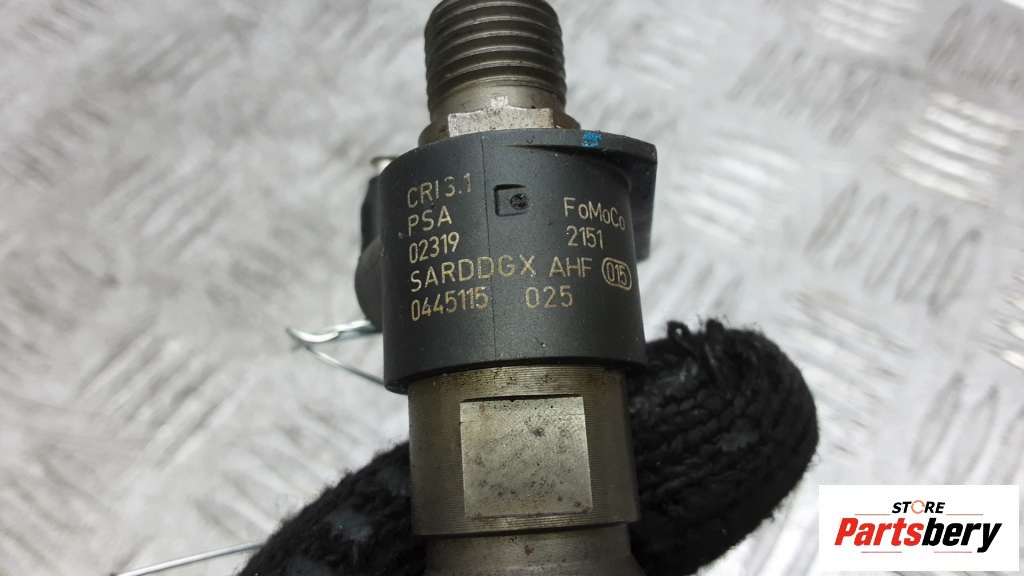 CRI3.1
PSA FoMoCo
02319 2151
SARDDGX AHF 015
0445115 025
STORE
Partsbery